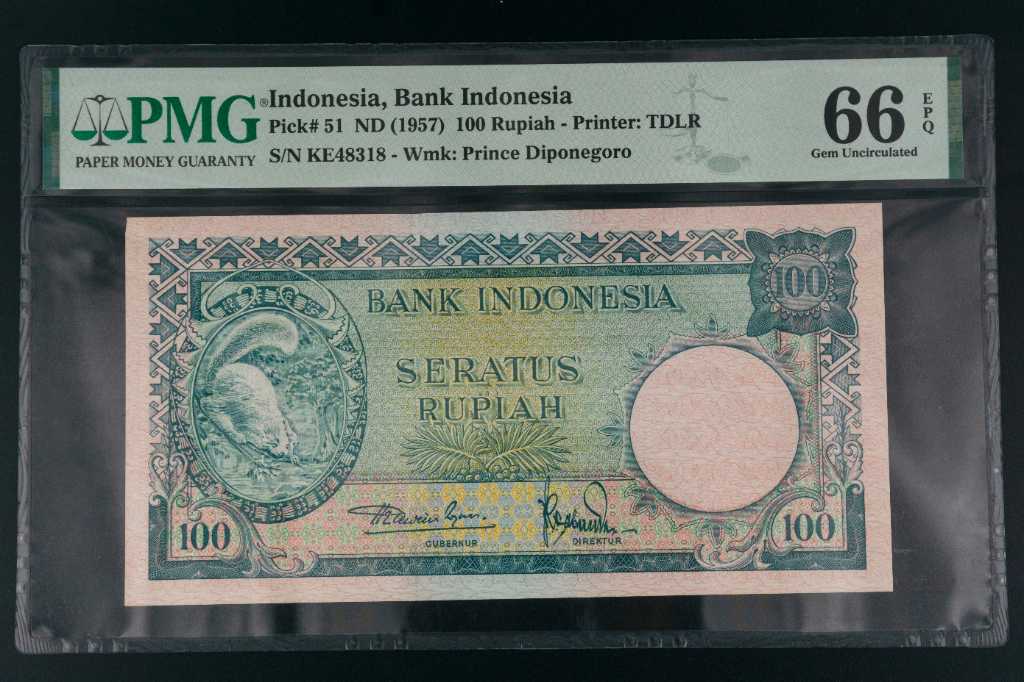 PMG®
PAPER MONEY GUARANTY
Indonesia, Bank Indonesia
Pick# 51 ND (1957) 100 Rupiah - Printer: TDLR
S/N KE48318 - Wmk: Prince Diponegoro
66 EPQ
Gem Uncirculated
100
BANK INDONESIA
SERATUS
RUPIAH
GUBERNUR
DIREKTUR
100
100